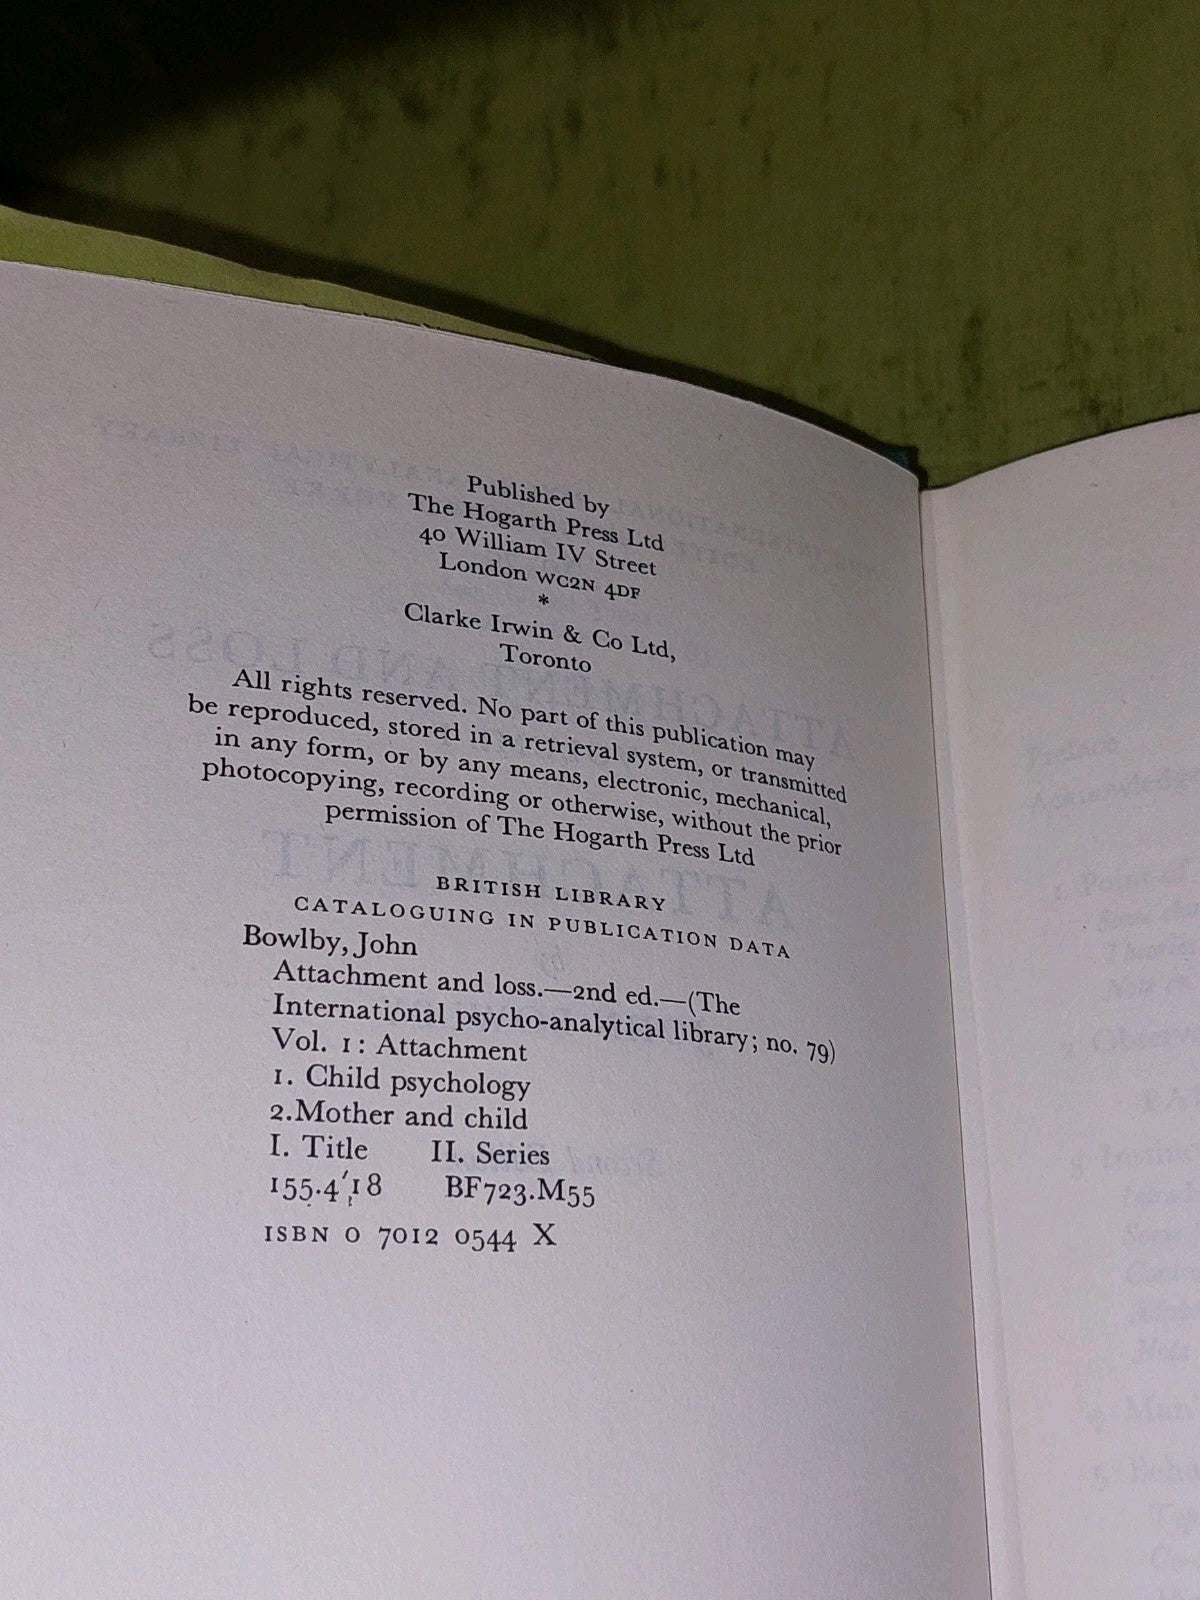 Published by
The Hogarth Press Ltd
40 William IV Street
London WC2N 4DF
*
Clarke Irwin & Co Ltd,
Toronto
All rights reserved. No part of this publication may
be reproduced, stored in a retrieval system, or transmitted
in any form, or by any means, electronic, mechanical,
photocopying, recording or otherwise, without the prior
permission of The Hogarth Press Ltd
BRITISH LIBRARY
CATALOGUING IN PUBLICATION DATA
Bowlby, John
Attachment and loss.—2nd ed.—(The
International psycho-analytical library; no. 79)
Vol. 1: Attachment
1. Child psychology
2.Mother and child
I. Title II. Series
155.4'18 BF723.M55
ISBN 0 7012 0544 X